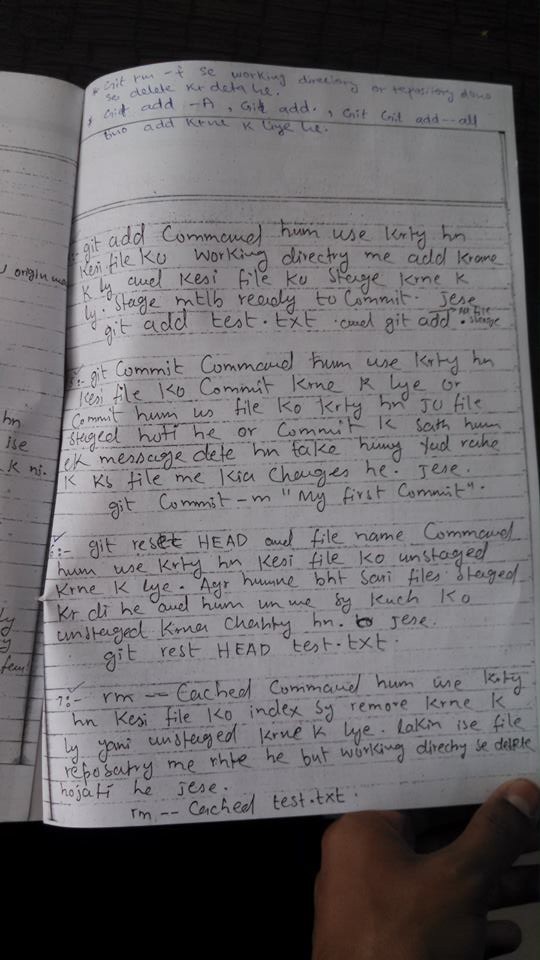 * Git rm -f se working directory or repository dono
se delete kr deta he.
* Git add -A, Git add., Git Git add --all
two add krne k liye he.
:- git add Command hum use krty hn
kesi file ko working directry me add krane
k ly and kesi file ko stage krne k
ly. Stage mtlb ready to Commit. jese
git add test.txt and git add .
:- git Commit Command hum use krty hn
kesi file ko Commit krne k lye or
Commit hum us file ko krty hn jo file
staged hoti he or Commit k sath hum
ek message dete hn take humy yad rahe
k ks file me kia changes he. jese.
git Commit -m "My first Commit".
:- git reset HEAD and file name Command
hum use krty hn kesi file ko unstaged
krne k lye. Agr humne bht sari files staged
kr di he and hum un me sy kuch ko
unstaged krna chahty hn. jese.
git rest HEAD test.txt.
7:- rm -- Cached Command hum use krty
hn kesi file ko index sy remore krne k
ly yani unstaged krne k lye. Lakin ise file
reposatry me rhte he but working directry se delete
hojati he jese.
rm -- Cached test.txt.
origin
hn
ise
k ni.
ly
y